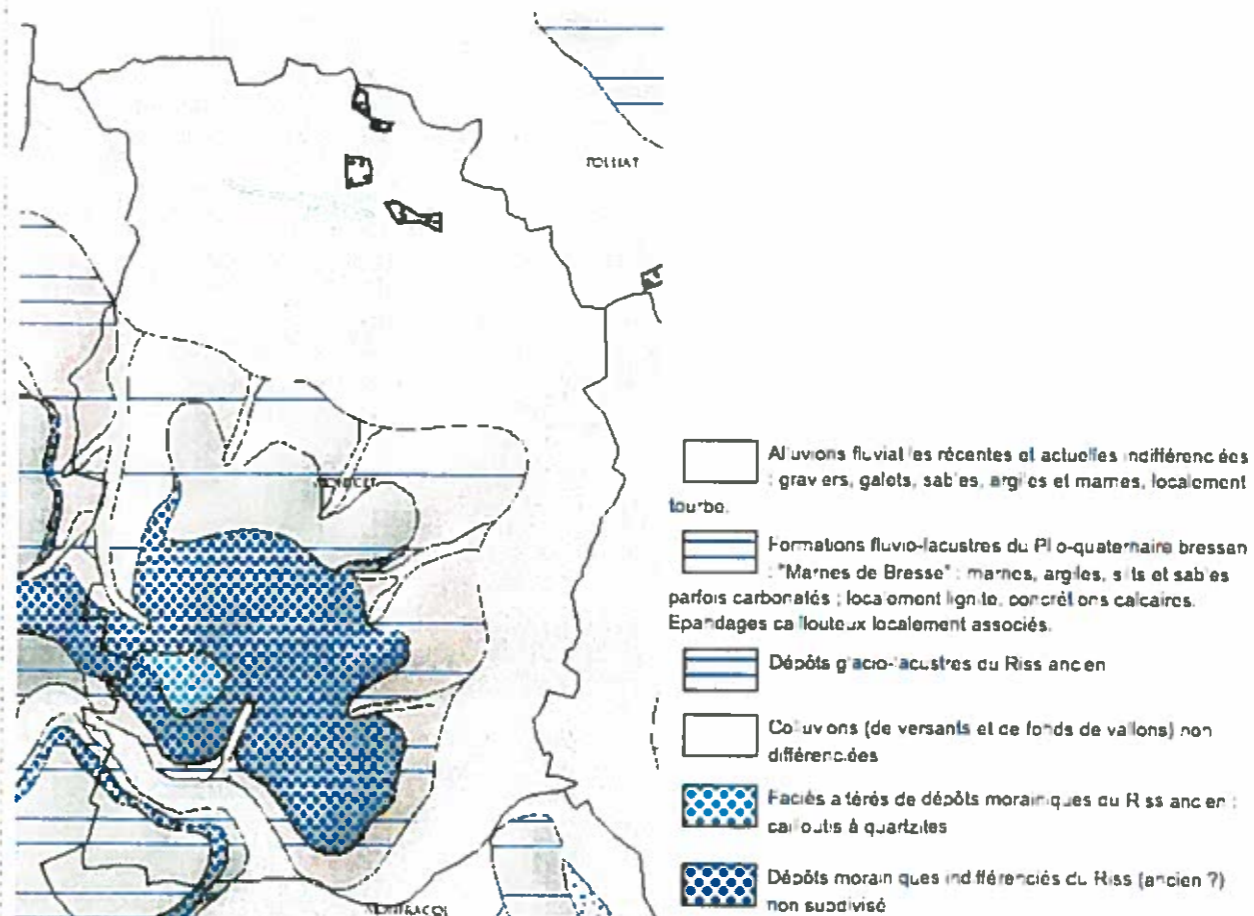 Alluvions fluviatiles récentes et actuelles indifférenciées
: graviers, galets, sables, argiles et marnes, localement
tourbe.
Formations fluvio-lacustres du Plio-quaternaire bressan
: "Marnes de Bresse" : marnes, argiles, silts et sables
parfois carbonatés ; localement lignite, concrétions calcaires.
Epandages caillouteux localement associés.
Dépôts glacio-lacustres du Riss ancien
Colluvions (de versants et de fonds de vallons) non
différenciées
Faciès altérés de dépôts morainiques du Riss ancien :
cailloutis à quartzites
Dépôts morainiques indifférenciés du Riss (ancien ?)
non subdivisé
MONTRACOL